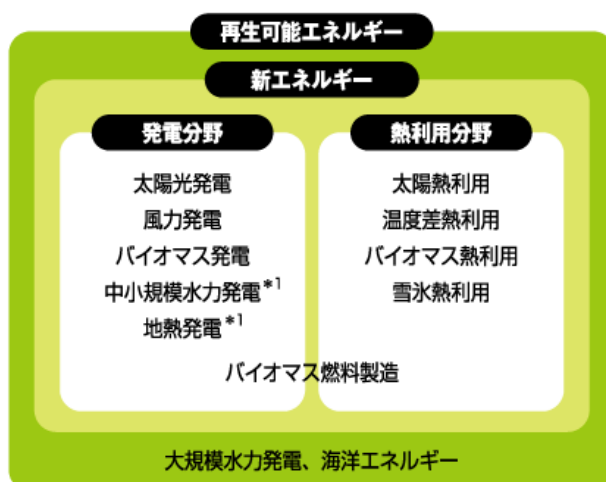 再生可能エネルギー
新エネルギー
発電分野
太陽光発電
風力発電
バイオマス発電
中小規模水力発電*1
地熱発電*1
熱利用分野
太陽熱利用
温度差熱利用
バイオマス熱利用
雪氷熱利用
バイオマス燃料製造
大規模水力発電、海洋エネルギー